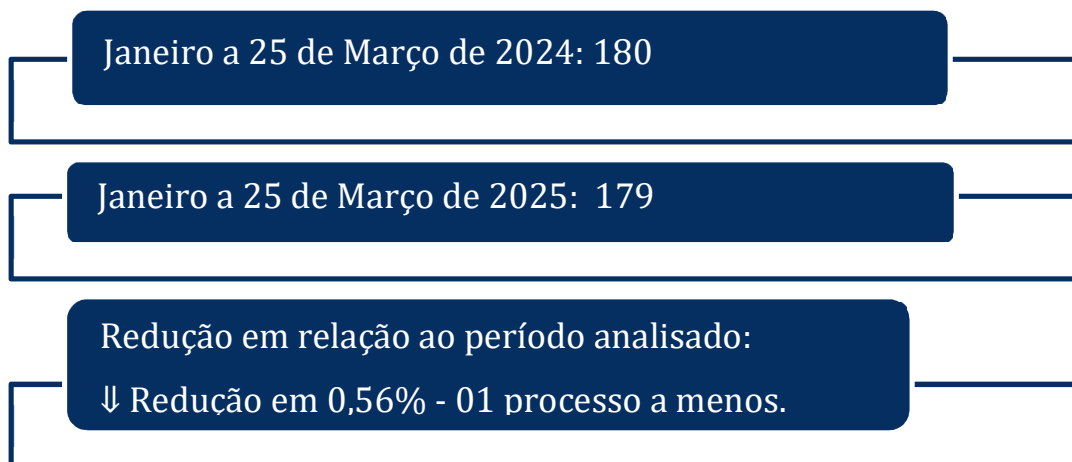 Janeiro a 25 de Março de 2024: 180
Janeiro a 25 de Março de 2025: 179
Redução em relação ao período analisado:
⇓ Redução em 0,56% - 01 processo a menos.